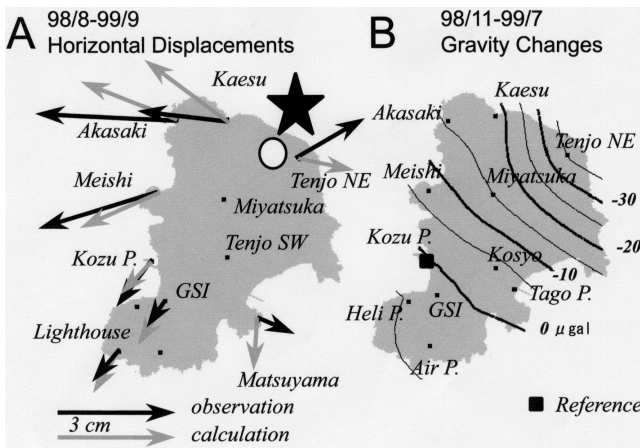 A
98/8-99/9
Horizontal Displacements
Kaesu
Akasaki
Tenjo NE
Meishi
Miyatsuka
Tenjo SW
Kozu P.
GSI
Lighthouse
Matsuyama
observation
3 cm
calculation
B
98/11-99/7
Gravity Changes
Kaesu
Akasaki
Tenjo NE
Meishi
Miyatsuka
-30
-20
Kozu P.
Kosyo
-10
Tago P.
Heli P.
GSI
0 μgal
Air P.
Reference